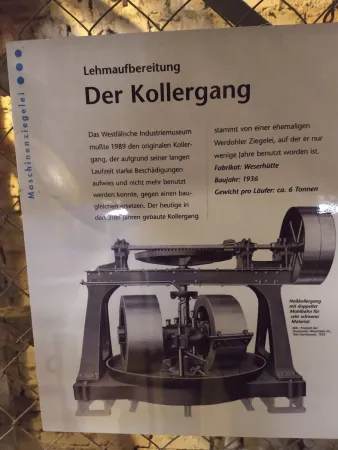 Maschinenziegelei
Lehmaufbereitung
Der Kollergang
Das Westfälische Industriemuseum
mußte 1989 den originalen Koller-
gang, der aufgrund seiner langen
Laufzeit starke Beschädigungen
aufwies und nicht mehr benutzt
werden konnte, gegen einen bau-
gleichen ersetzen. Der heutige in
den 30er Jahren gebaute Kollergang
stammt von einer ehemaligen
Werdohler Ziegelei, auf der er nur
wenige Jahre benutzt worden ist.
Fabrikat: Weserhütte
Baujahr: 1936
Gewicht pro Läufer: ca. 6 Tonnen
Naßkollergang
mit doppelter
Mahlbahn für
sehr schweres
Material.